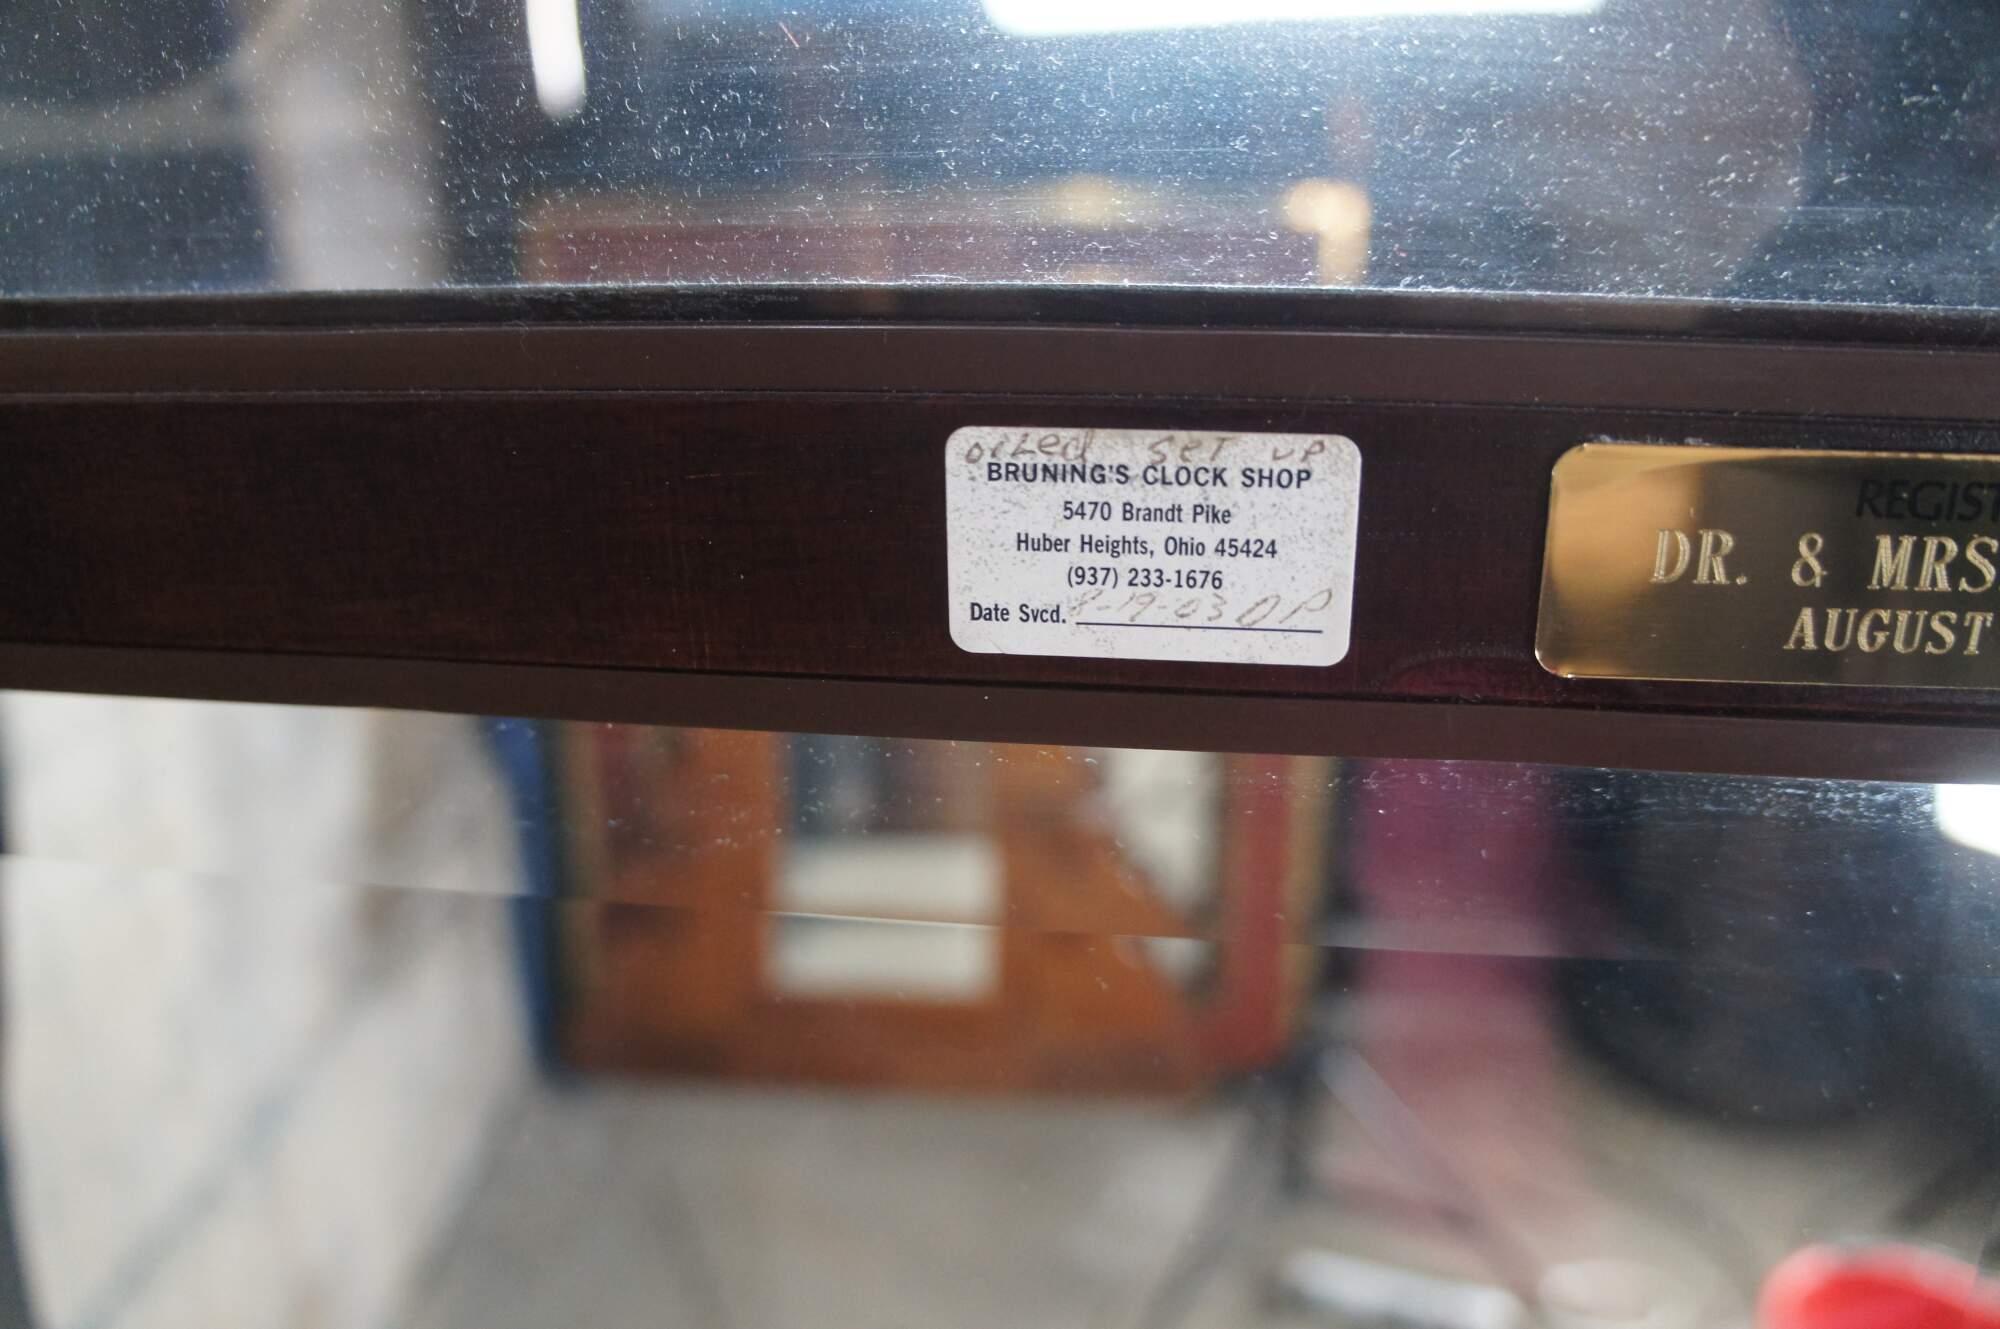 OILed SET UP
BRUNING'S CLOCK SHOP
5470 Brandt Pike
Huber Heights, Ohio 45424
(937) 233-1676
Date Svcd. 8-19-03 DP
REGIST
DR. & MRS
AUGUST